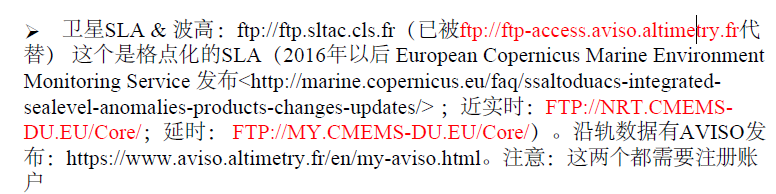 ➢ 卫星SLA & 波高：ftp://ftp.sltac.cls.fr（已被ftp://ftp-access.aviso.altimetry.fr代
替） 这个是格点化的SLA（2016年以后 European Copernicus Marine Environment
Monitoring Service 发布<http://marine.copernicus.eu/faq/ssaltoduacs-integrated-
sealevel-anomalies-products-changes-updates/> ；近实时：FTP://NRT.CMEMS-
DU.EU/Core/；延时： FTP://MY.CMEMS-DU.EU/Core/）。沿轨数据有AVISO发
布：https://www.aviso.altimetry.fr/en/my-aviso.html。注意：这两个都需要注册账
户